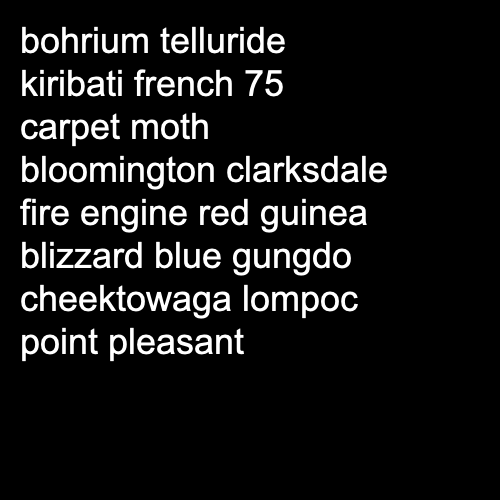 bohrium telluride
kiribati french 75
carpet moth
bloomington clarksdale
fire engine red guinea
blizzard blue gungdo
cheektowaga lompoc
point pleasant